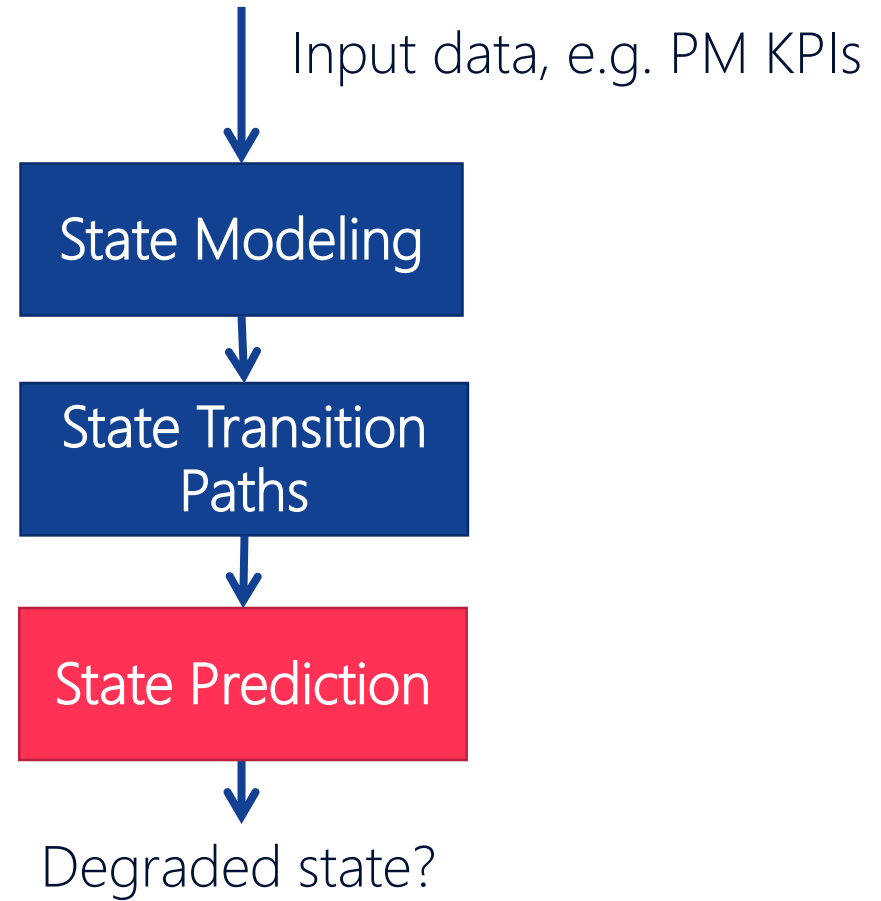 Input data, e.g. PM KPIs
State Modeling
State Transition
Paths
State Prediction
Degraded state?